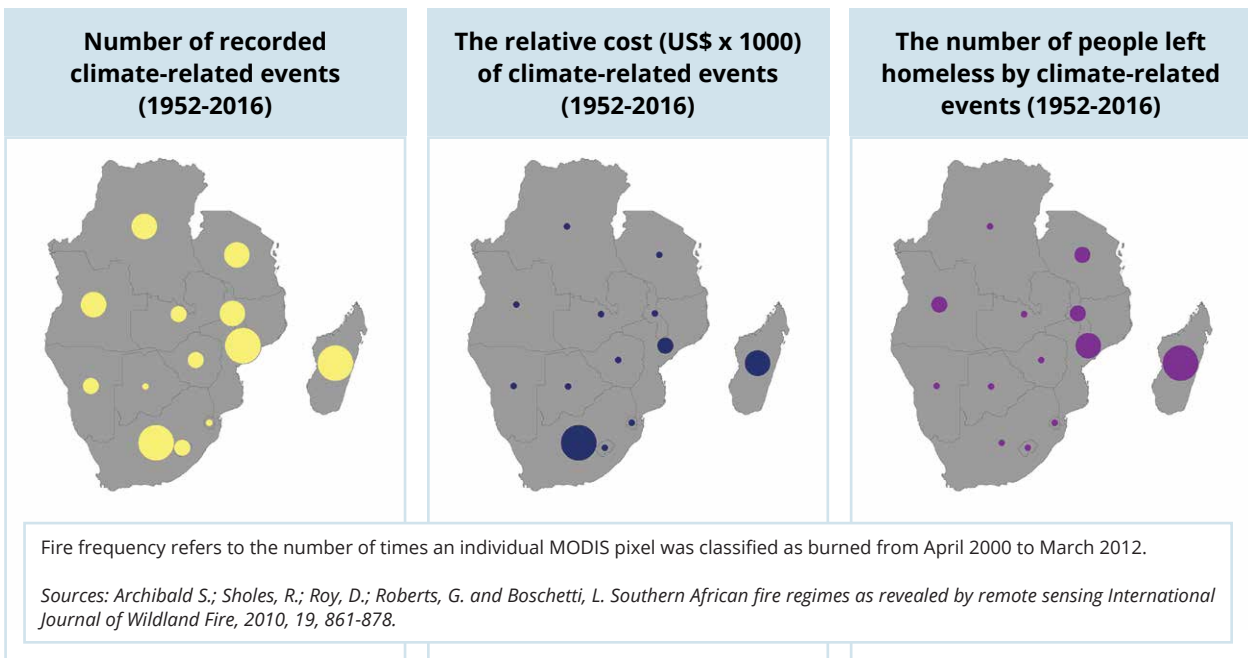 Number of recorded
climate-related events
(1952-2016)
The relative cost (US$ x 1000)
of climate-related events
(1952-2016)
The number of people left
homeless by climate-related
events (1952-2016)
Fire frequency refers to the number of times an individual MODIS pixel was classified as burned from April 2000 to March 2012.
Sources: Archibald S.; Sholes, R.; Roy, D.; Roberts, G. and Boschetti, L. Southern African fire regimes as revealed by remote sensing International
Journal of Wildland Fire, 2010, 19, 861-878.